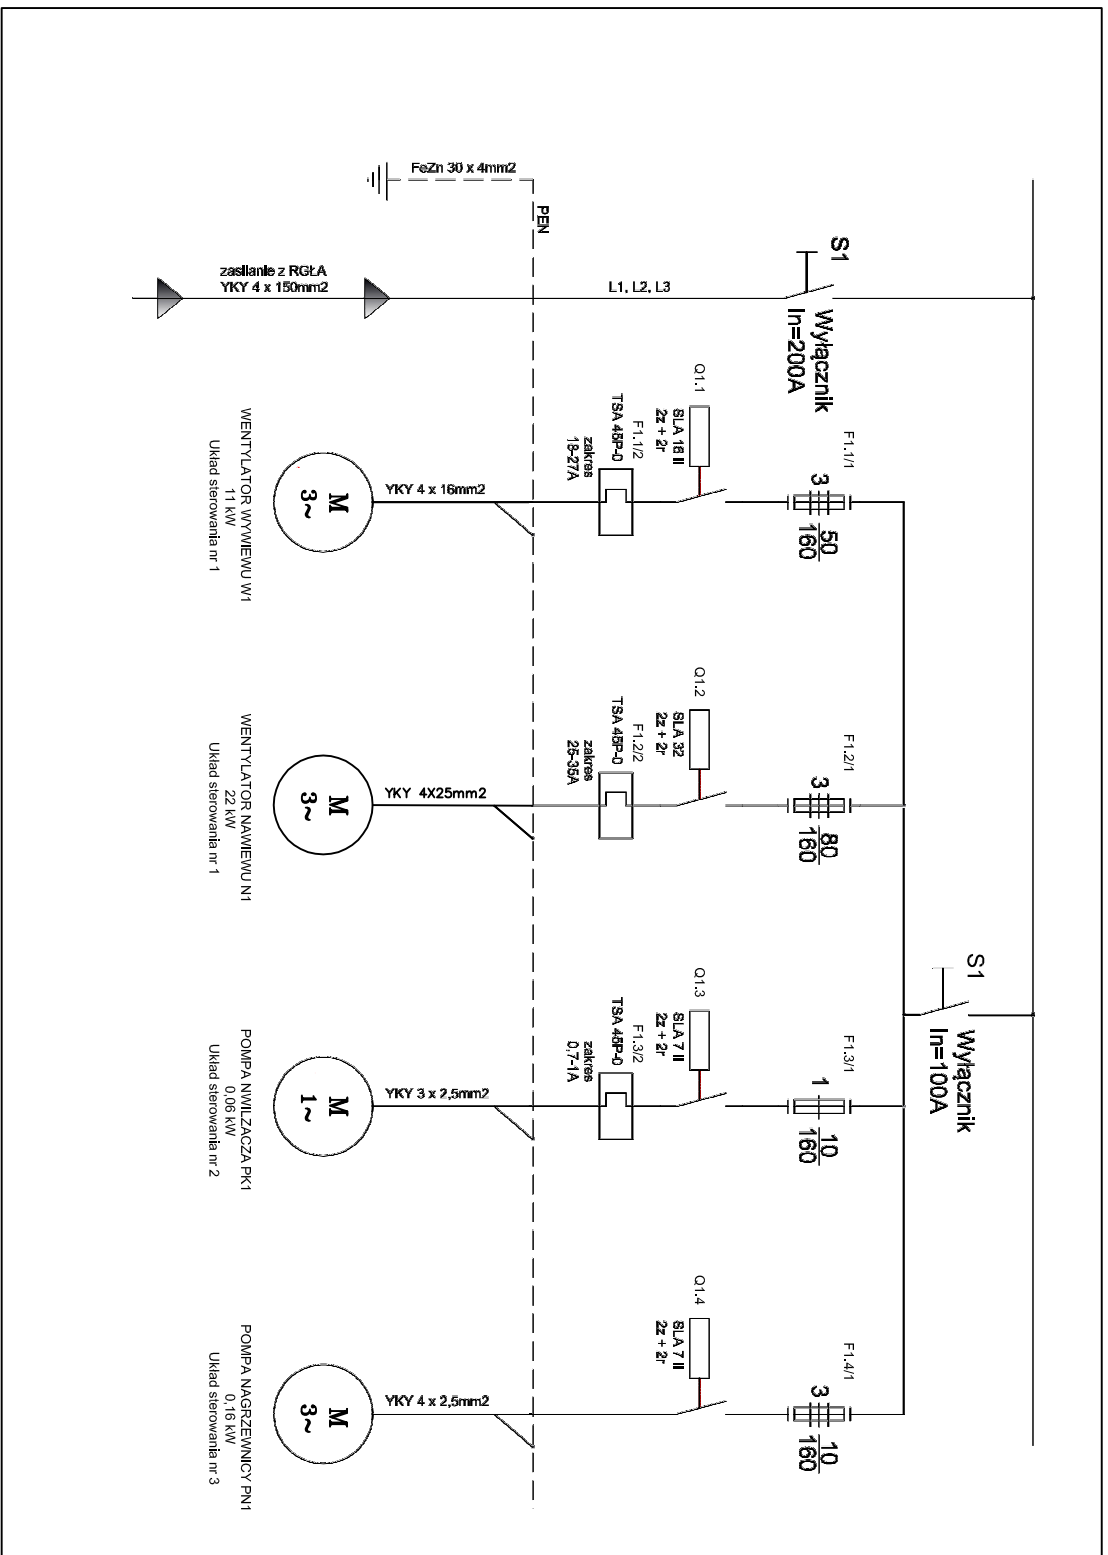 FeZn 30 x 4mm2
PEN
zasilanie z RGŁA
YKY 4 x 150mm2
L1, L2, L3
S1
Wyłącznik
In=200A
S1
Wyłącznik
In=100A
F1.1/1
3
50
160
Q1.1
SLA 16 II
2z + 2r
F1.1/2
TSA 45P-0
zakres
18-27A
YKY 4 x 16mm2
M
3~
WENTYLATOR WYWIEWU W1
11 kW
Układ sterowania nr 1
F1.2/1
3
80
160
Q1.2
SLA 32
2z + 2r
F1.2/2
TSA 45P-0
zakres
25-35A
YKY 4X25mm2
M
3~
WENTYLATOR NAWIEWU N1
22 kW
Układ sterowania nr 1
F1.3/1
1
10
160
Q1.3
SLA 7 II
2z + 2r
F1.3/2
TSA 45P-0
zakres
0,7-1A
YKY 3 x 2,5mm2
M
1~
POMPA NWILZACZA PK1
0,06 kW
Układ sterowania nr 2
F1.4/1
3
10
160
Q1.4
SLA 7 II
2z + 2r
YKY 4 x 2,5mm2
M
3~
POMPA NAGRZEWNICY PN1
0,16 kW
Układ sterowania nr 3